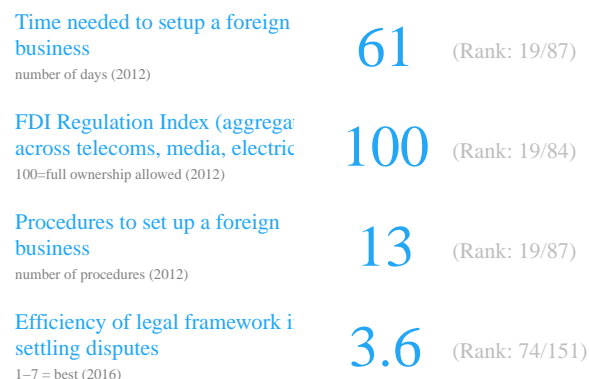 Time needed to setup a foreign
business
number of days (2012)
61
(Rank: 19/87)
FDI Regulation Index
across telecoms, media,
100=full ownership allowed (2012)
100
(Rank: 19/84)
Procedures to set up a foreign
business
number of procedures (2012)
13
(Rank: 19/87)
Efficiency of legal framework
settling disputes
1–7 = best (2016)
3.6
(Rank: 74/151)